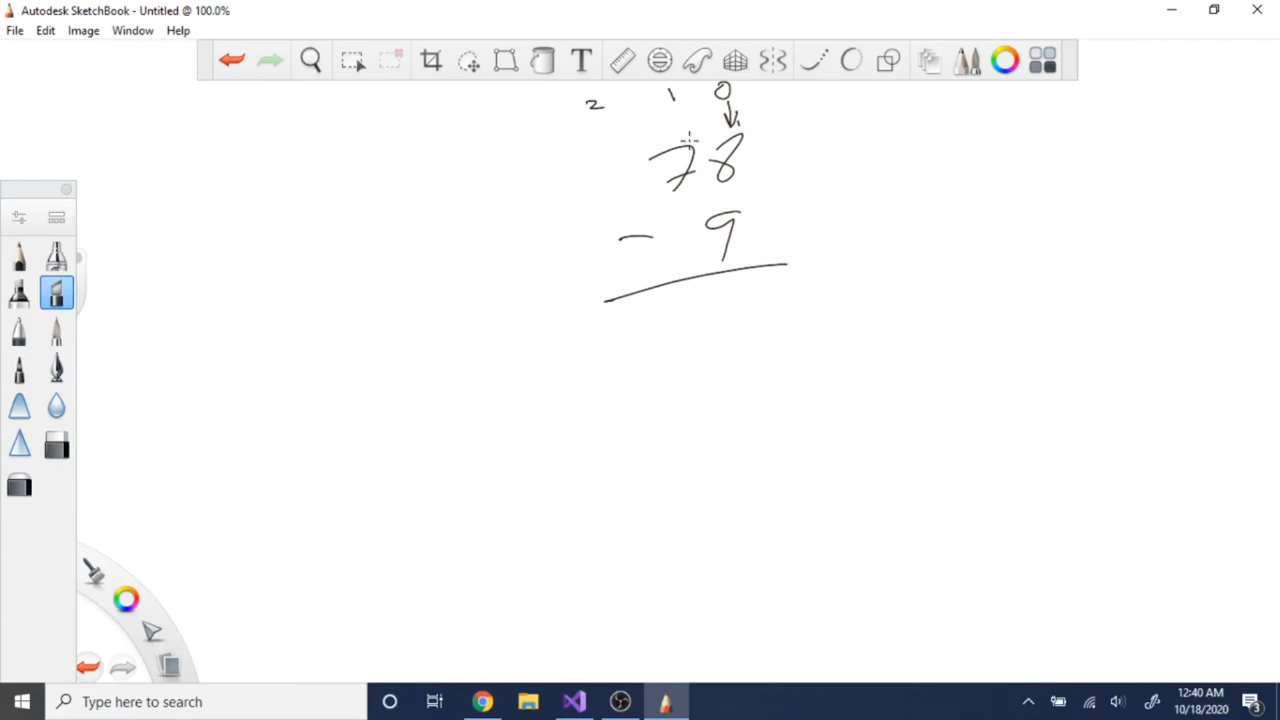 Autodesk SketchBook - Untitled @ 100.0%
File Edit Image Window Help
T
2 1 0
78
- 9
Type here to search
12:40 AM
10/18/2020
3